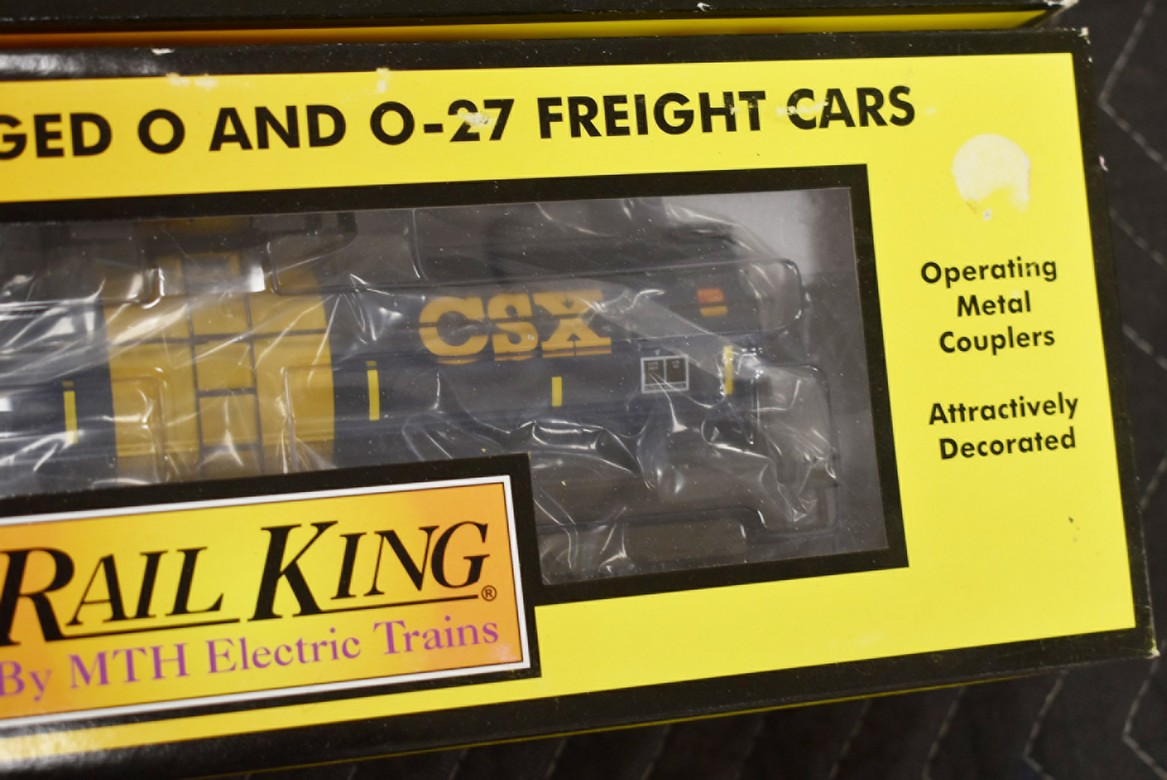 GED O AND O-27 FREIGHT CARS
CSX
Operating
Metal
Couplers
Attractively
Decorated
RAIL KING®
By MTH Electric Trains